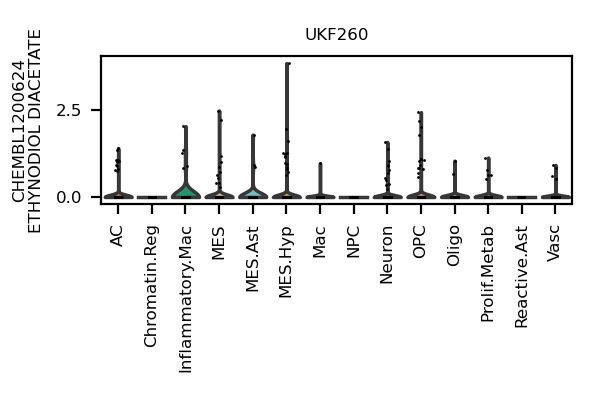 UKF260
CHEMBL1200624
ETHYNODIOL DIACETATE
2.5
0.0
AC
Chromatin.Reg
Inflammatory.Mac
MES
MES.Ast
MES.Hyp
Mac
NPC
Neuron
OPC
Oligo
Prolif.Metab
Reactive.Ast
Vasc